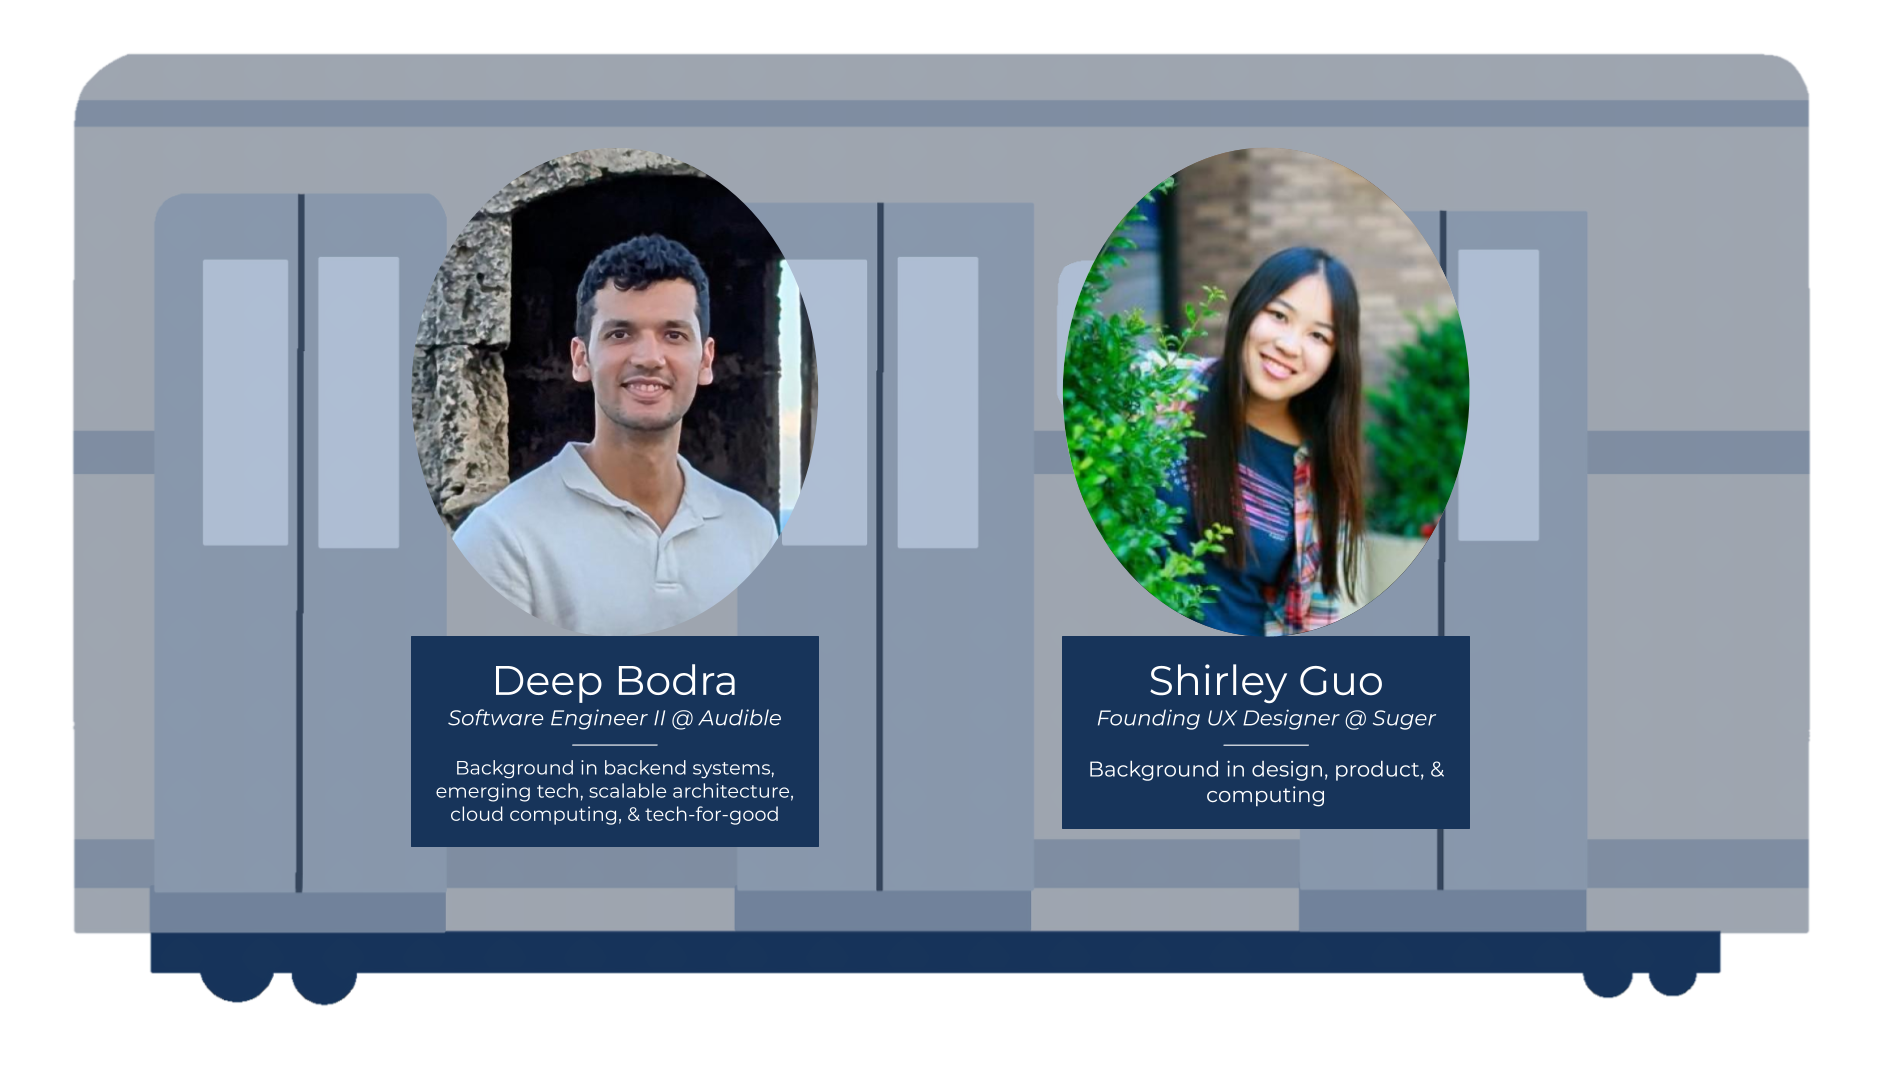 Deep Bodra
Software Engineer II @ Audible
Background in backend systems,
emerging tech, scalable architecture,
cloud computing, & tech-for-good
Shirley Guo
Founding UX Designer @ Suger
Background in design, product, &
computing